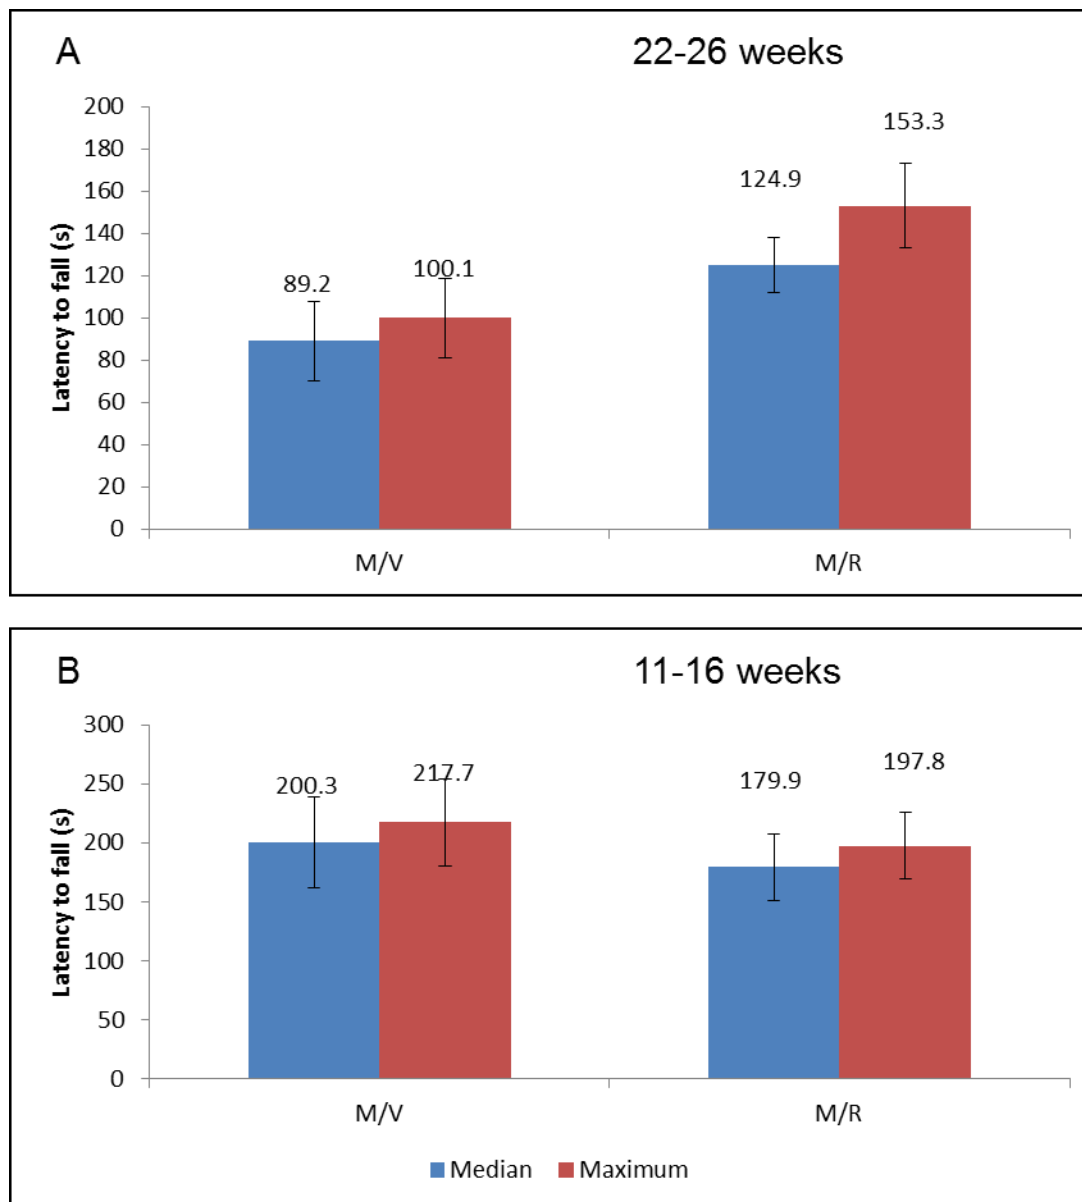 A
22-26 weeks
Latency to fall (s)
200
180
160
140
120
100
80
60
40
20
0
89.2
100.1
124.9
153.3
M/V
M/R
B
11-16 weeks
Latency to fall (s)
300
250
200
150
100
50
0
200.3
217.7
179.9
197.8
M/V
M/R
Median
Maximum